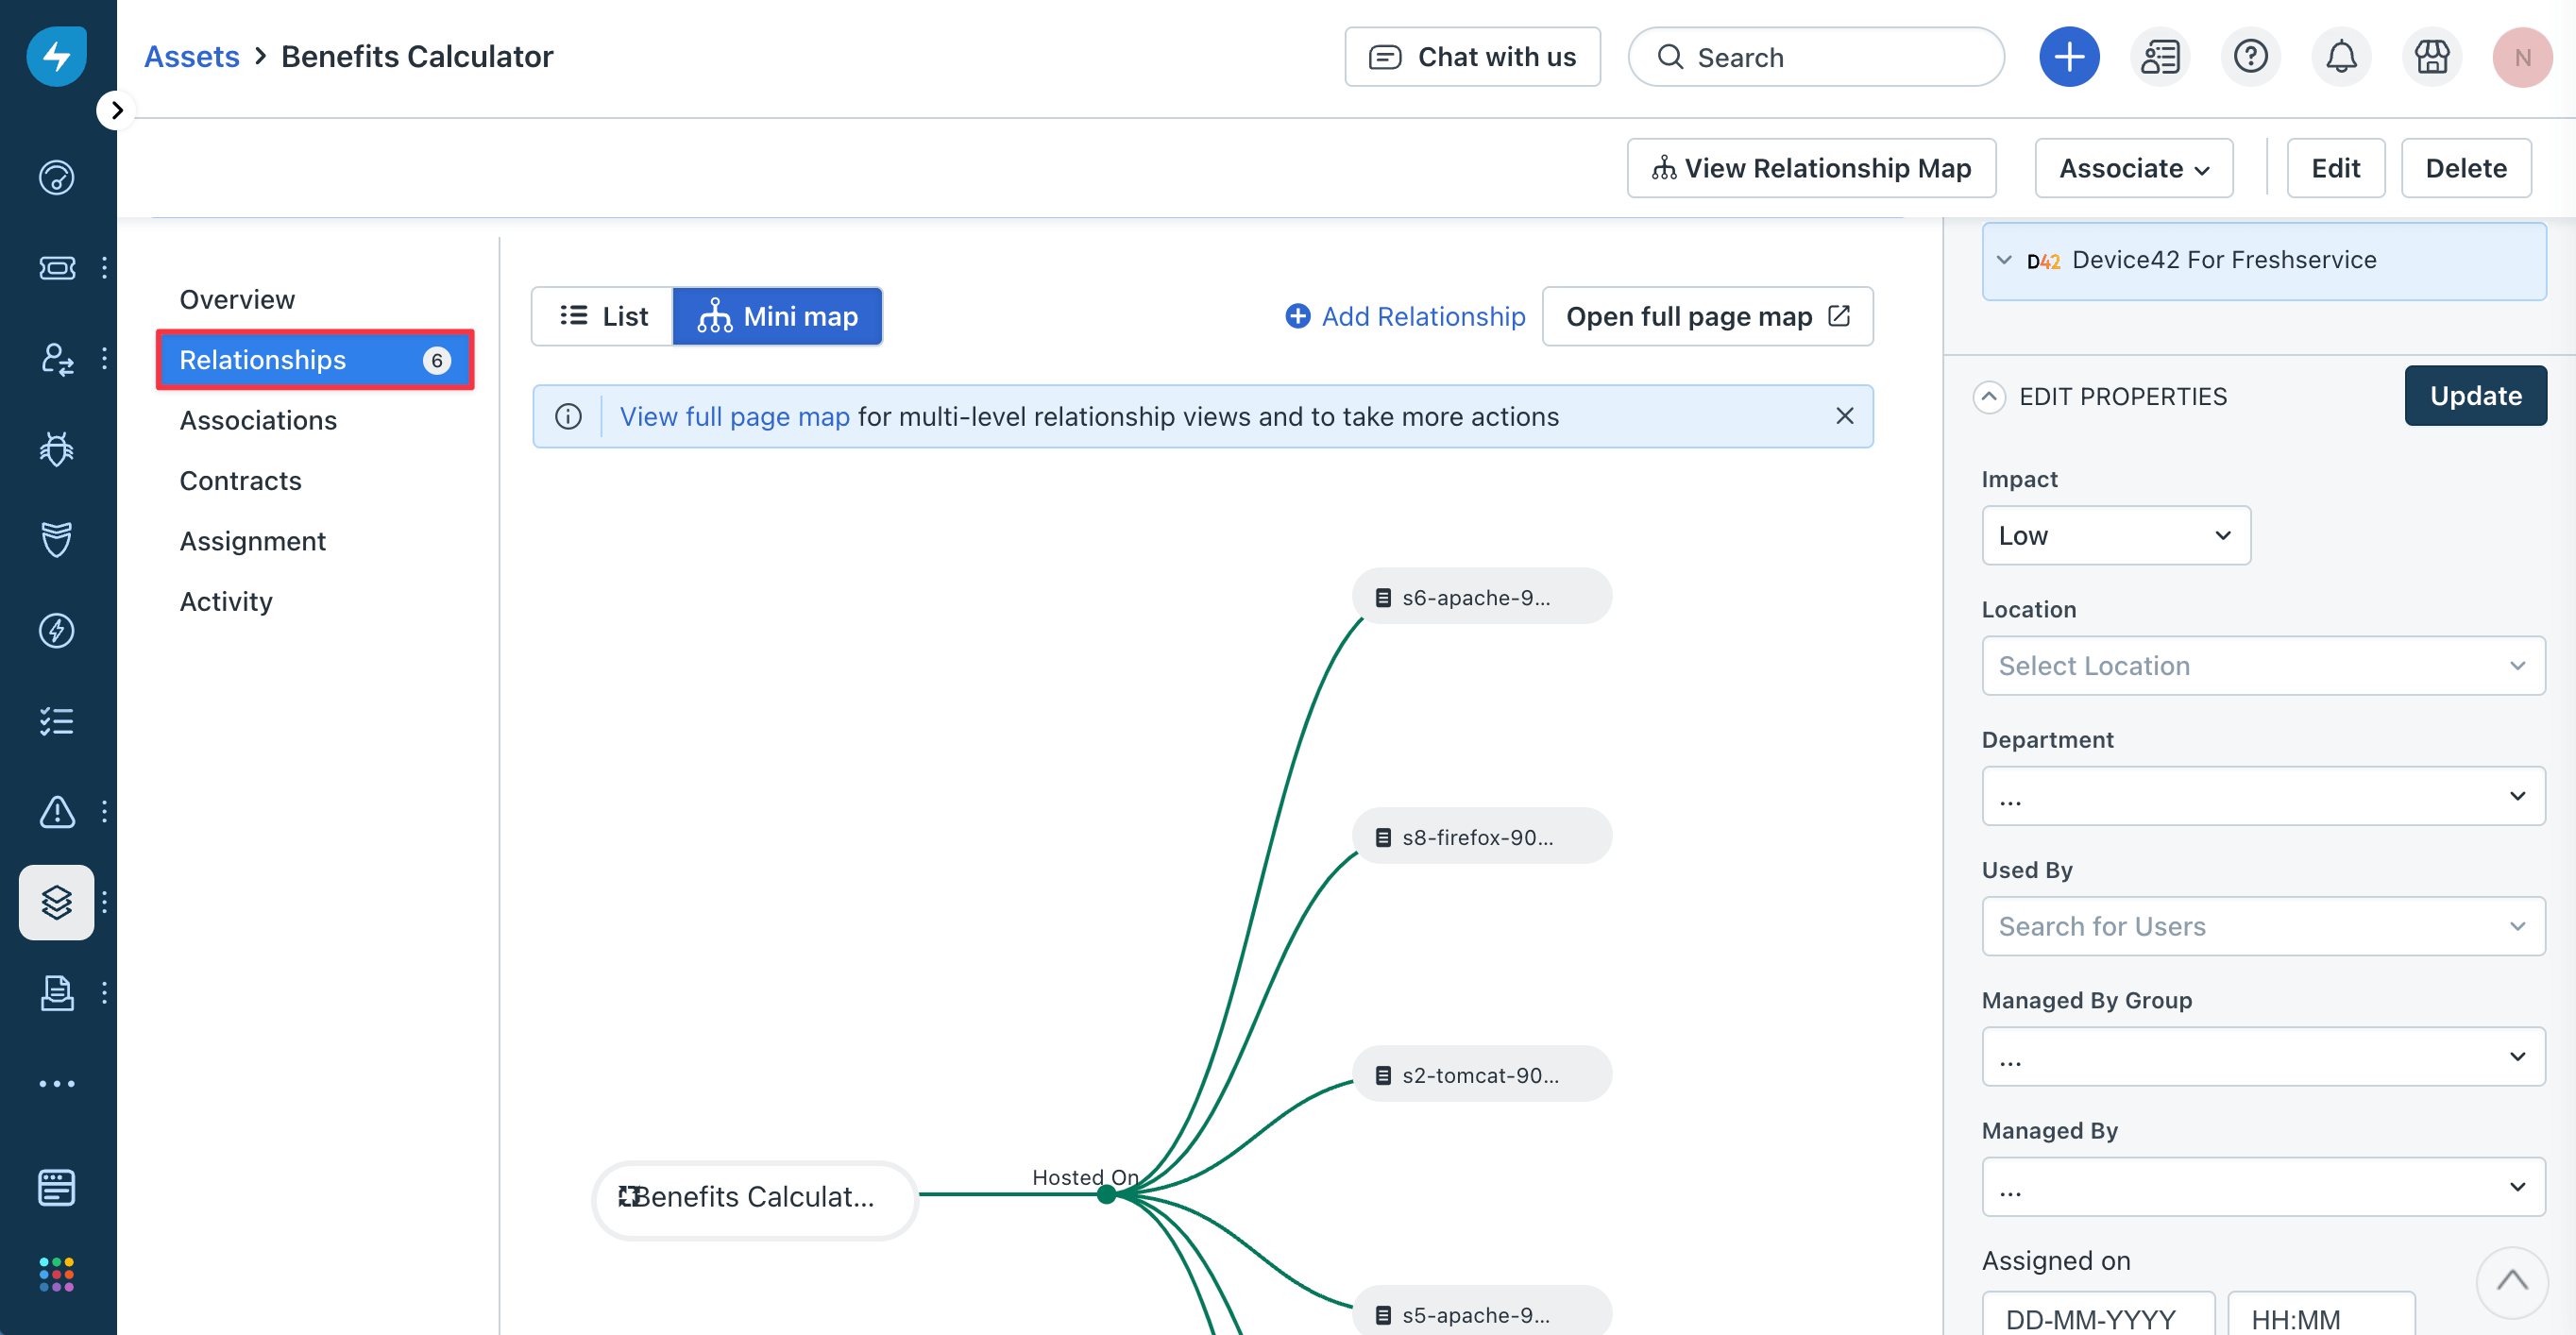 Assets > Benefits Calculator
Chat with us
Search
N
View Relationship Map
Associate
Edit
Delete
Overview
Relationships 6
Associations
Contracts
Assignment
Activity
List
Mini map
Add Relationship
Open full page map
View full page map for multi-level relationship views and to take more actions
s6-apache-9...
s8-firefox-90...
s2-tomcat-90...
Hosted On
Benefits Calculat...
s5-apache-9...
D42 Device42 For Freshservice
EDIT PROPERTIES
Update
Impact
Low
Location
Select Location
Department
...
Used By
Search for Users
Managed By Group
...
Managed By
...
Assigned on
DD-MM-YYYY
HH:MM